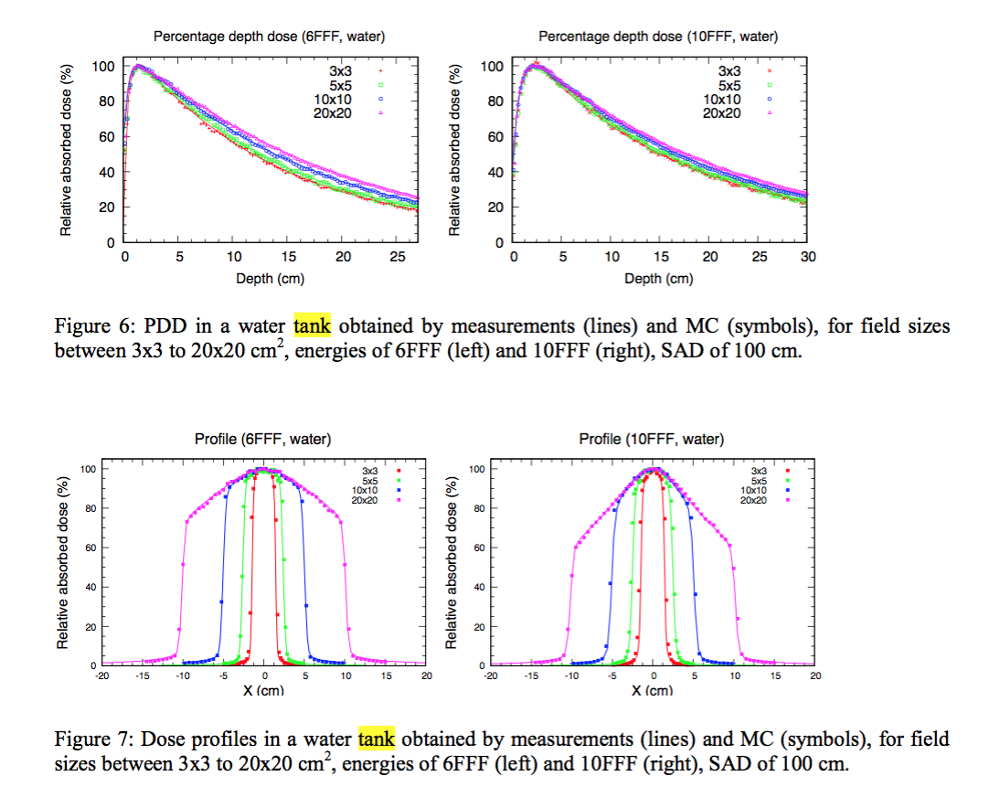 Percentage depth dose (6FFF, water)
Relative absorbed dose (%)
100
80
60
40
20
0
3x3
5x5
10x10
20x20
0 5 10 15 20 25
Depth (cm)
Percentage depth dose (10FFF, water)
Relative absorbed dose (%)
100
80
60
40
20
0
3x3
5x5
10x10
20x20
0 5 10 15 20 25 30
Depth (cm)
Figure 6: PDD in a water tank obtained by measurements (lines) and MC (symbols), for field sizes
between 3x3 to 20x20 cm², energies of 6FFF (left) and 10FFF (right), SAD of 100 cm.
Profile (6FFF, water)
Relative absorbed dose (%)
100
80
60
40
20
0
3x3
5x5
10x10
20x20
-20 -15 -10 -5 0 5 10 15 20
X (cm)
Profile (10FFF, water)
Relative absorbed dose (%)
100
80
60
40
20
0
3x3
5x5
10x10
20x20
-20 -15 -10 -5 0 5 10 15 20
X (cm)
Figure 7: Dose profiles in a water tank obtained by measurements (lines) and MC (symbols), for field
sizes between 3x3 to 20x20 cm², energies of 6FFF (left) and 10FFF (right), SAD of 100 cm.